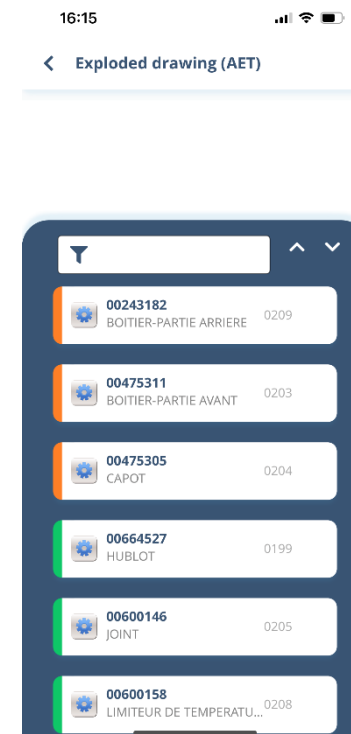 16:15
Exploded drawing (AET)
00243182
BOITIER-PARTIE ARRIERE 0209
00475311
BOITIER-PARTIE AVANT 0203
00475305
CAPOT 0204
00664527
HUBLOT 0199
00600146
JOINT 0205
00600158
LIMITEUR DE TEMPERATU... 0208